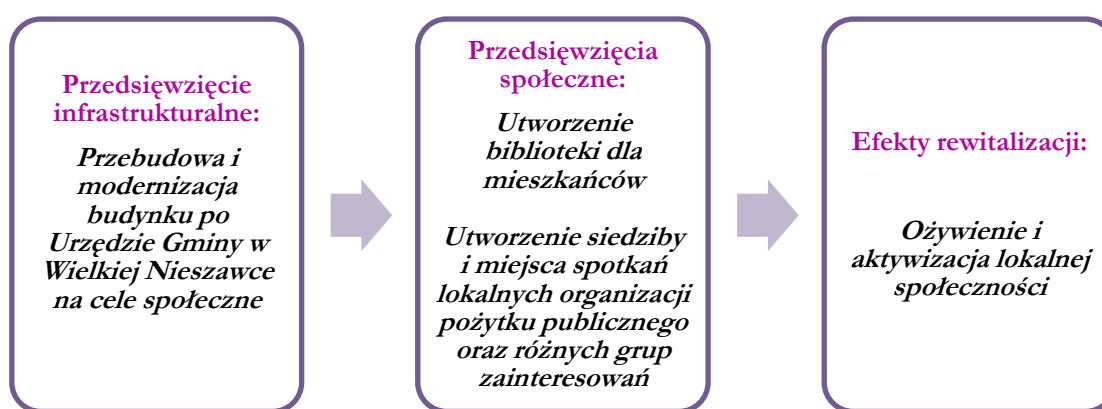 Przedsięwzięcie
infrastrukturalne:
Przebudowa i
modernizacja
budynku po
Urzędzie Gminy w
Wielkiej Nieszawce
na cele społeczne
Przedsięwzięcia
społeczne:
Utworzenie
biblioteki dla
mieszkańców
Utworzenie siedziby
i miejsca spotkań
lokalnych organizacji
pożytku publicznego
oraz różnych grup
zainteresowań
Efekty rewitalizacji:
Ożywienie i
aktywizacja lokalnej
społeczności